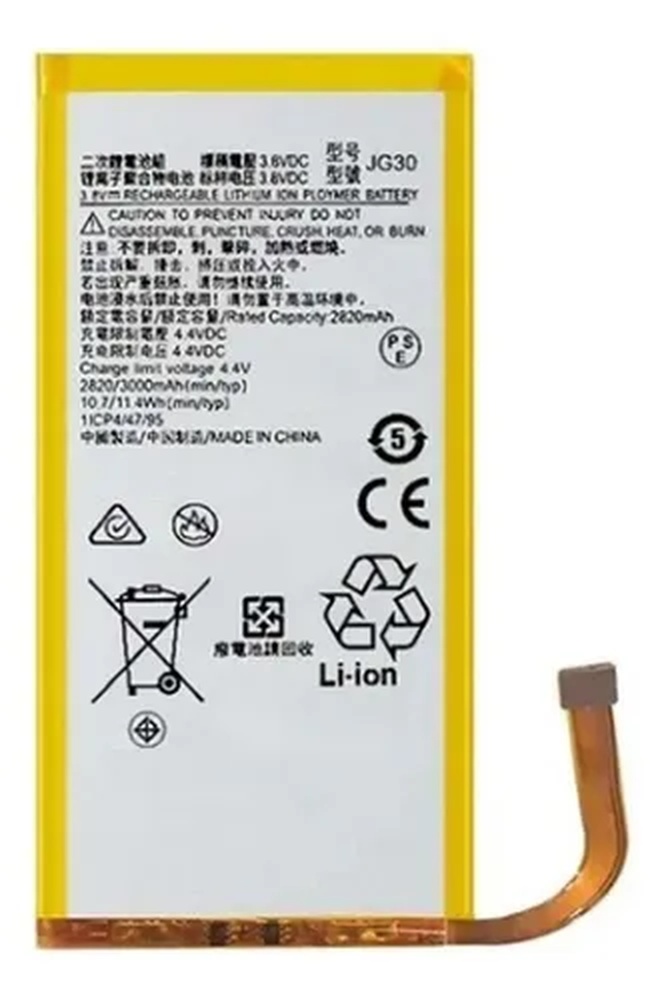 二次鋰電池組 標稱電壓 3.8VDC 型号 JG30
锂离子聚合物电池 标称电压 3.8VDC 型號
3.8Vm RECHARGEABLE LITHIUM ION PLOYMER BATTERY
CAUTION TO PREVENT INJURY DO NOT
DISASSEMBLE, PUNCTURE, CRUSH, HEAT, OR BURN
注意 不要拆卸，刺，擊碎，加熱或燃燒。
禁止拆解、撞击、挤压或投入火中。
若出现严重膨胀，请勿继续使用。
电池浸水后禁止使用！请勿置于高温环境中。
額定電容量/额定容量/Rated Capacity:2820mAh
充電限制電壓 4.4VDC
充电限制电压 4.4VDC
Charge limit voltage 4.4V
2820/3000mAh(min/typ)
10.7/11.4Wh(min/typ)
1ICP4/47/95
中國製造/中国制造/MADE IN CHINA
PSE
5
CE
廢電池請回收
Li-ion